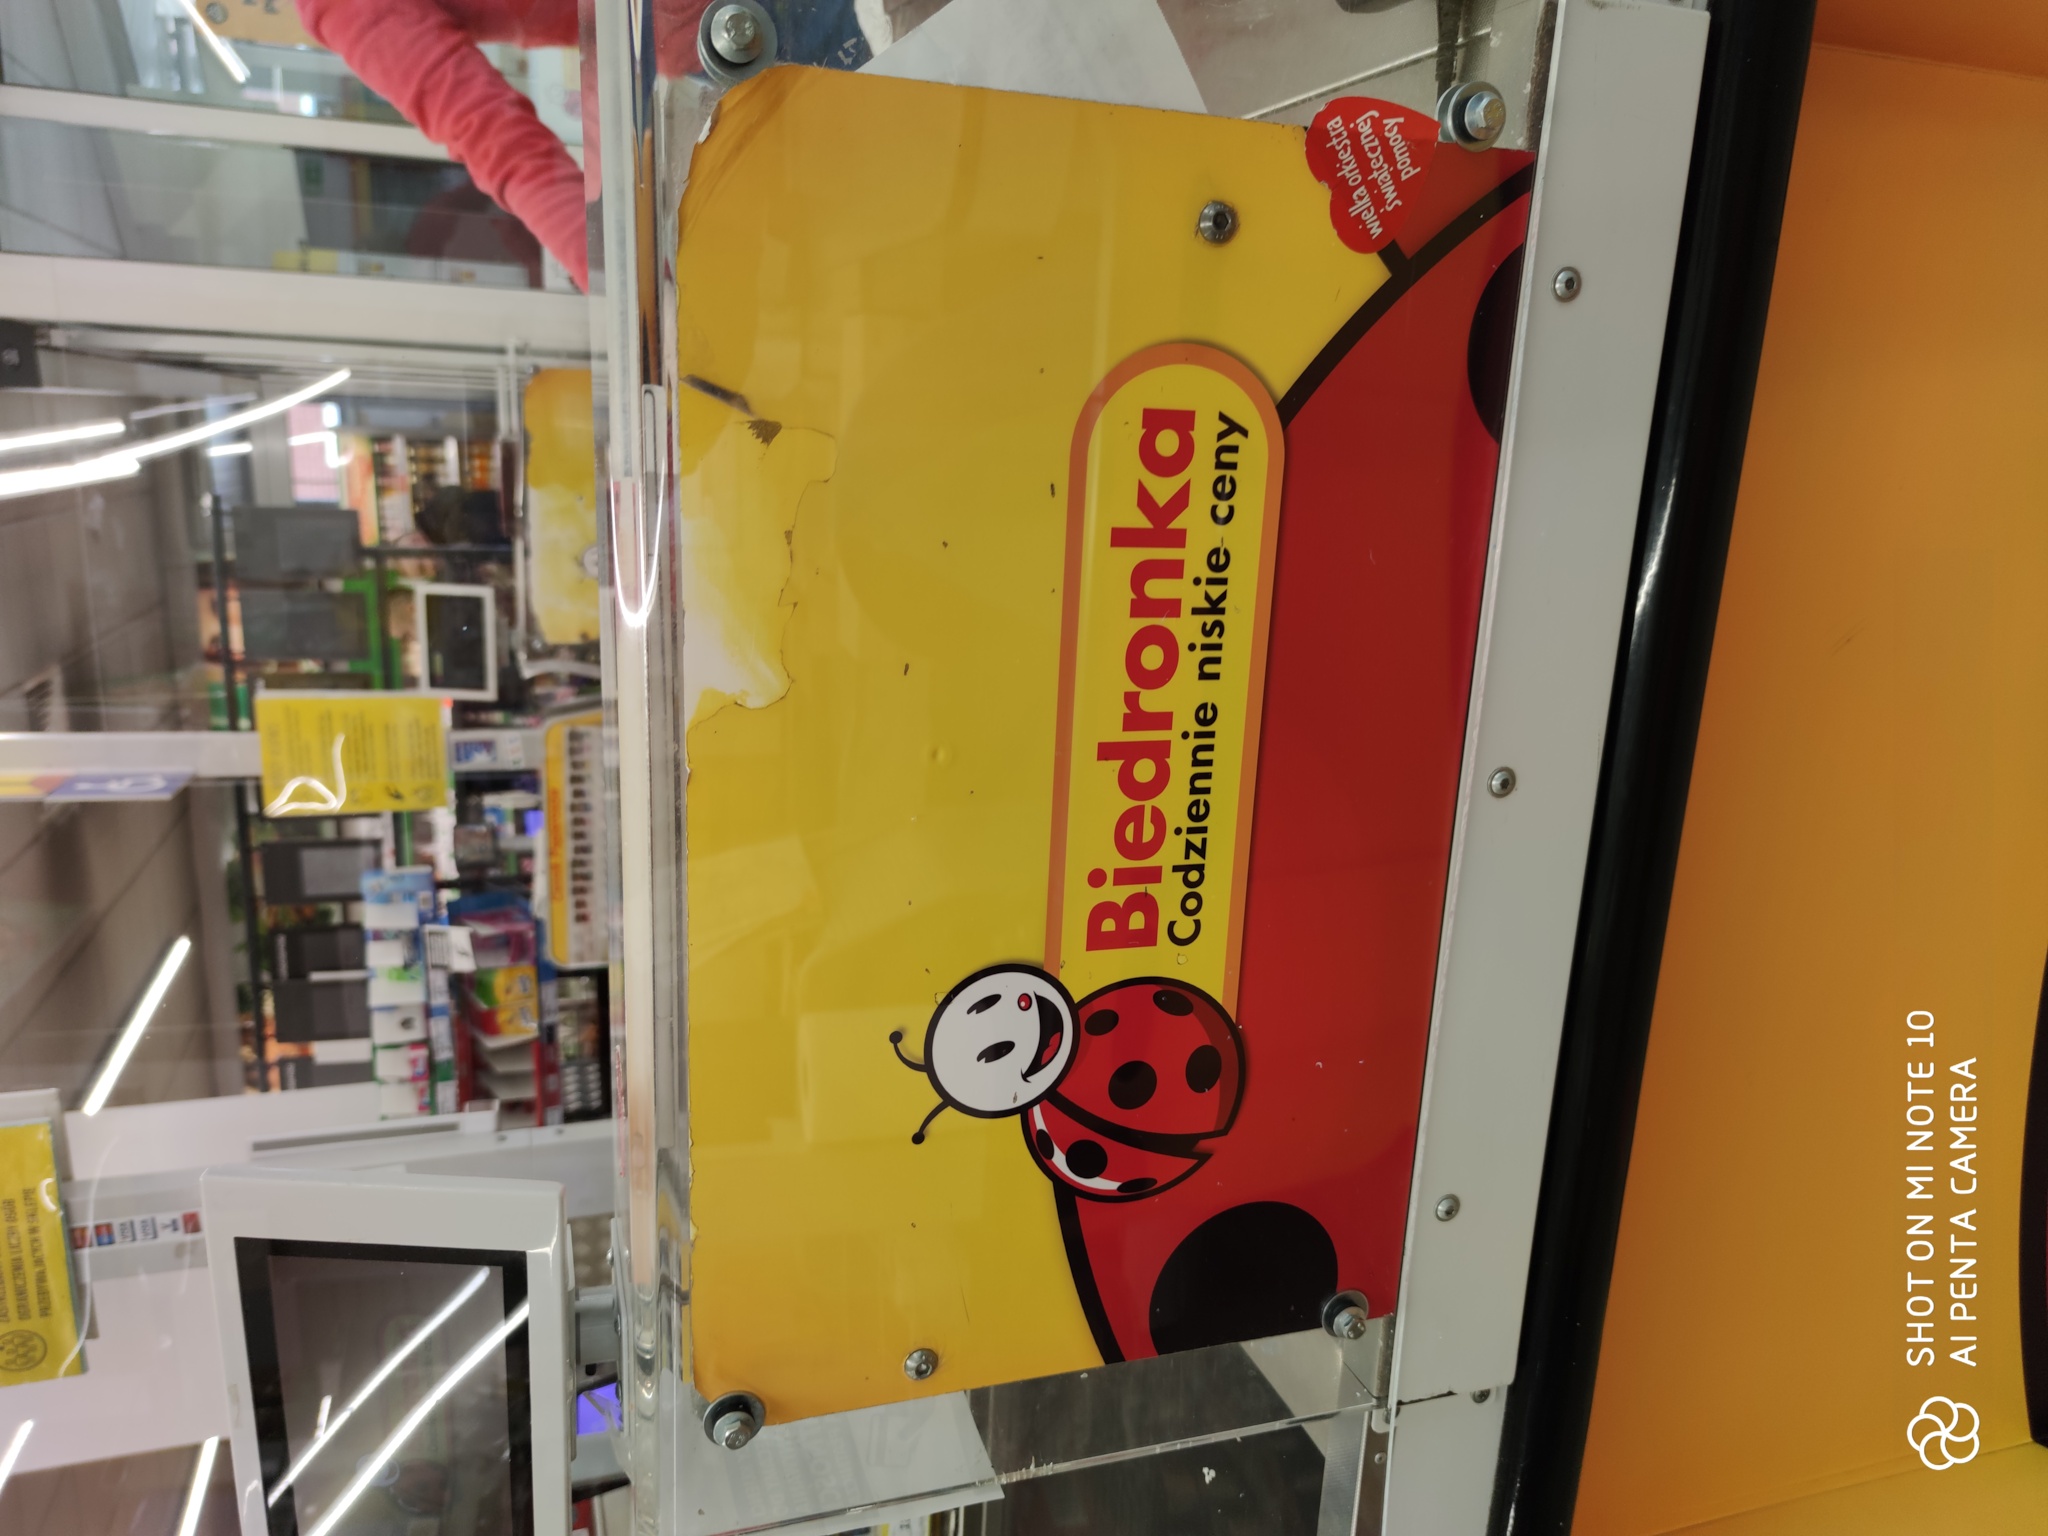 Biedronka
Codziennie niskie ceny
wielka orkiestra
świątecznej
pomocy
SHOT ON MI NOTE 10
AI PENTA CAMERA